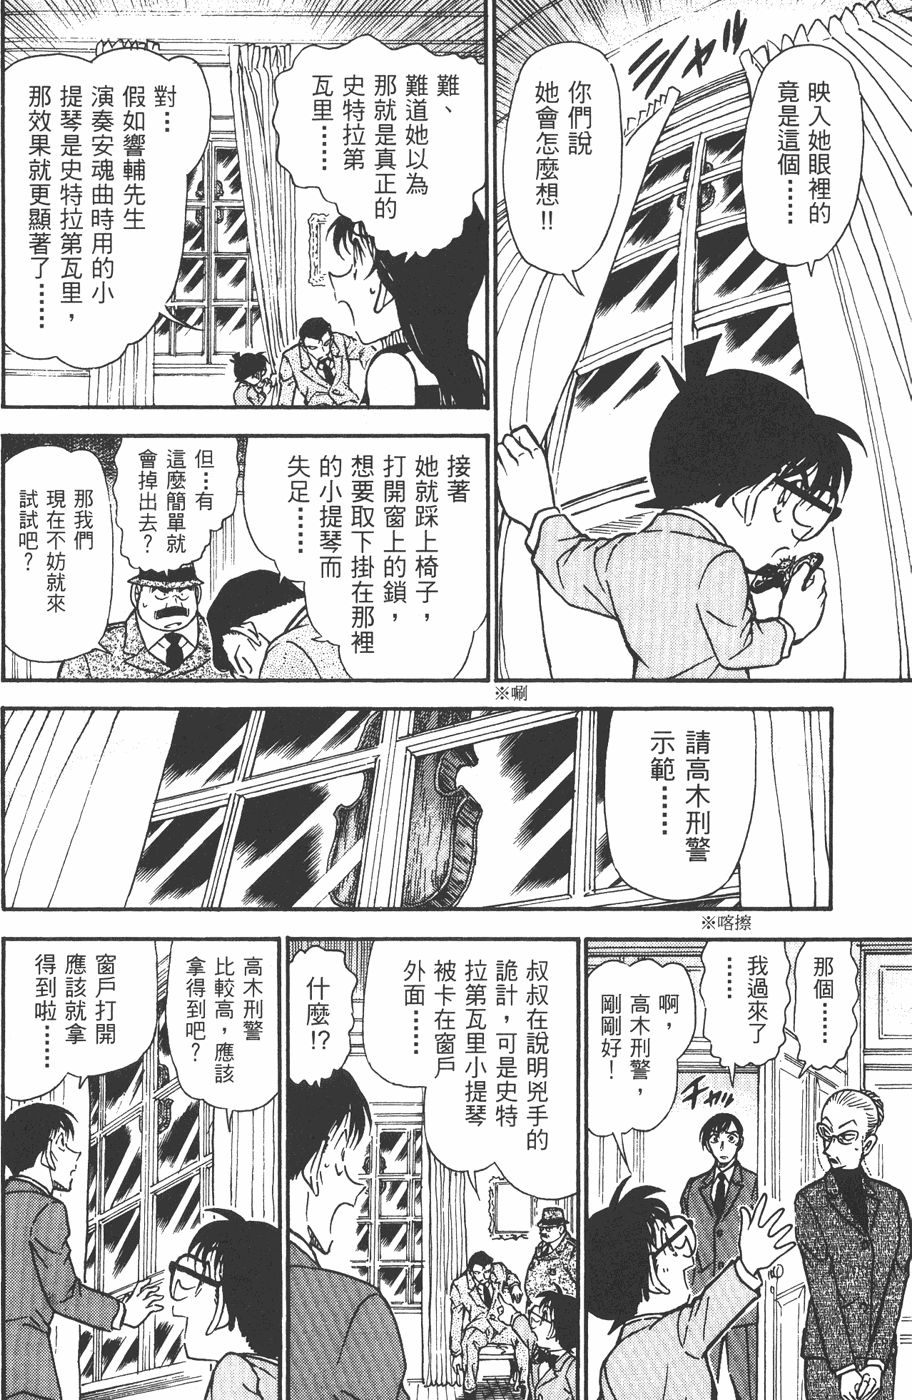 映入她眼裡的
竟是這個……
你們說
她會怎麼想!!
シャルッ
難、
難道她以為
那就是真正的
史特拉第
瓦里……
對…
假如響輔先生
演奏安魂曲時用的小
提琴是史特拉第瓦里，
那效果就更顯著了……
接著
她就踩上椅子，
打開窗上的鎖，
想要取下掛在那裡
的小提琴而
失足……
但…有
這麼簡單就
會掉出去?
那我們
現在不妨就來
試試吧?
※唰
請高木刑警
示範……
※喀擦
那個……
我過來了
……
啊，
高木刑警，
剛剛好!
チャッ
叔叔在說明兇手的
詭計，可是史特
拉第瓦里小提琴
被卡在窗戶
外面……
什麼!?
高木刑警
比較高，應該
拿得到吧?
窗戶打開
應該就拿
得到啦……